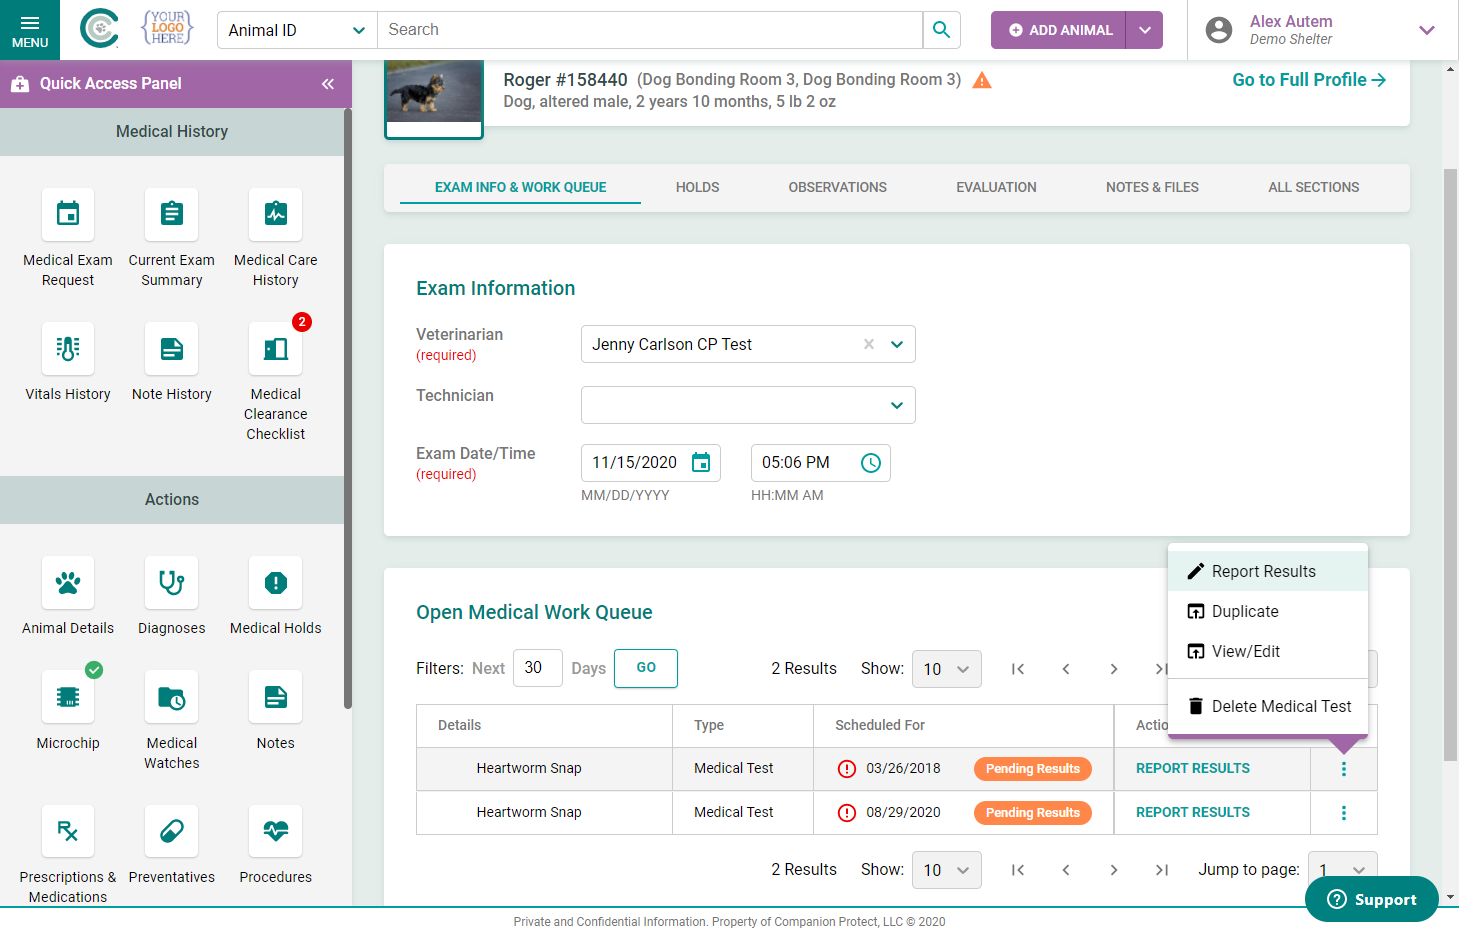 MENU
{YOUR
LOGO
HERE}
Animal ID
Search
ADD ANIMAL
Alex Autem
Demo Shelter
Quick Access Panel
Medical History
Medical Exam
Request
Current Exam
Summary
Medical Care
History
Vitals History
Note History
2
Medical
Clearance
Checklist
Actions
Animal Details
Diagnoses
Medical Holds
Microchip
Medical
Watches
Notes
Prescriptions &
Medications
Preventatives
Procedures
Roger #158440 (Dog Bonding Room 3, Dog Bonding Room 3)
Dog, altered male, 2 years 10 months, 5 lb 2 oz
Go to Full Profile
EXAM INFO & WORK QUEUE
HOLDS
OBSERVATIONS
EVALUATION
NOTES & FILES
ALL SECTIONS
Exam Information
Veterinarian
(required)
Jenny Carlson CP Test
Technician
Exam Date/Time
(required)
11/15/2020
MM/DD/YYYY
05:06 PM
HH:MM AM
Open Medical Work Queue
Filters: Next 30 Days GO
2 Results Show: 10
Report Results
Duplicate
View/Edit
Delete Medical Test
Details Type Scheduled For Actio
Heartworm Snap Medical Test 03/26/2018 Pending Results REPORT RESULTS
Heartworm Snap Medical Test 08/29/2020 Pending Results REPORT RESULTS
2 Results Show: 10 Jump to page: 1
Support
Private and Confidential Information. Property of Companion Protect, LLC © 2020